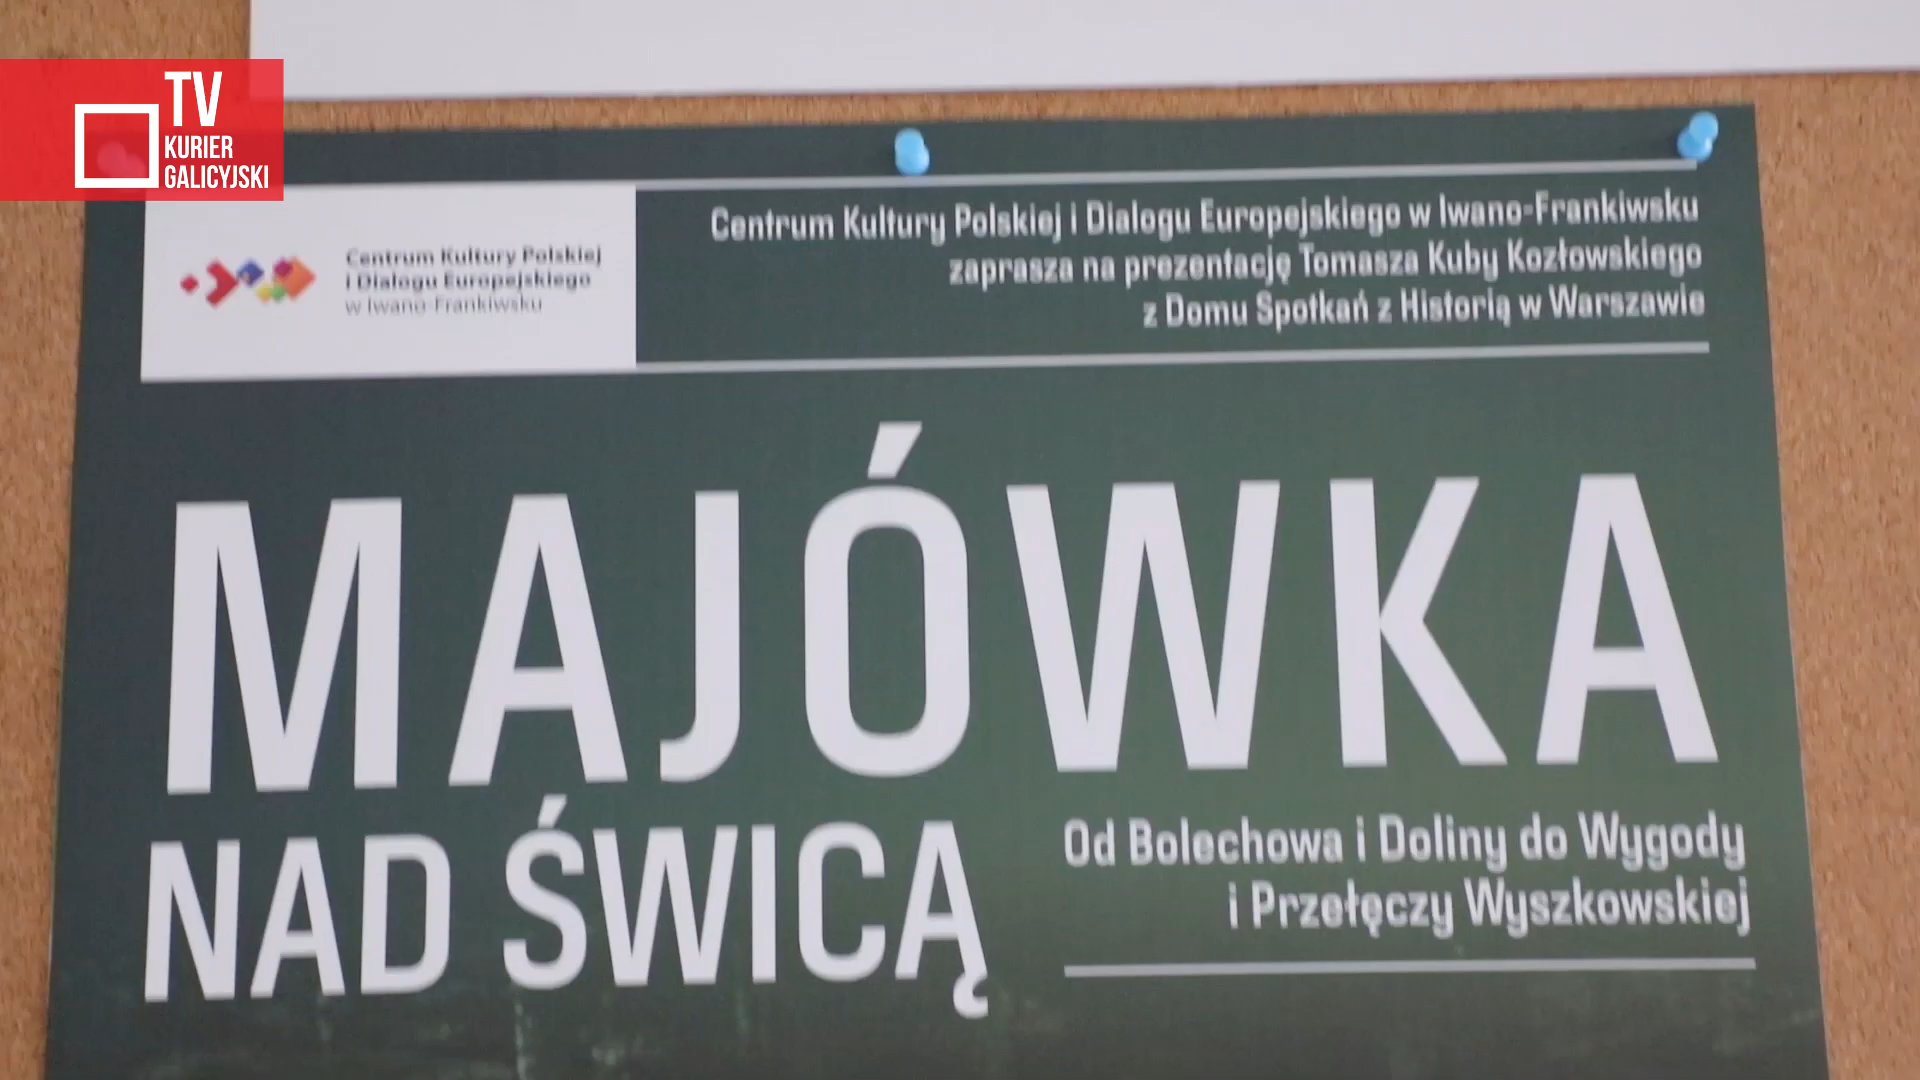 TV
KURIER
GALICYJSKI
Centrum Kultury Polskiej
i Dialogu Europejskiego
w Iwano-Frankiwsku
Centrum Kultury Polskiej i Dialogu Europejskiego w Iwano-Frankiwsku
zaprasza na prezentację Tomasza Kuby Kozłowskiego
z Domu Spotkań z Historią w Warszawie
MAJÓWKA
NAD ŚWICĄ
Od Bolechowa i Doliny do Wygody
i Przełęczy Wyszkowskiej